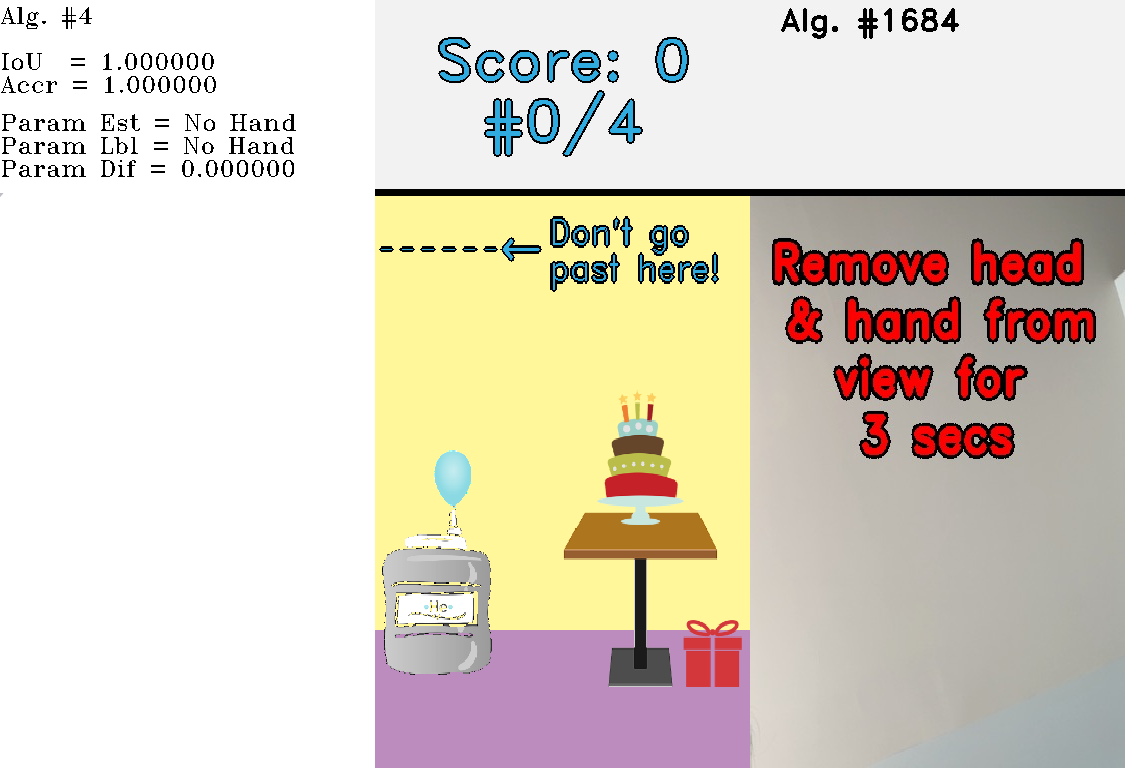 Alg. #4
IoU = 1.000000
Accr = 1.000000
Param Est = No Hand
Param Lbl = No Hand
Param Dif = 0.000000
Score: 0
#0/4
Alg. #1684
Don't go
past here!
Remove head
& hand from
view for
3 secs